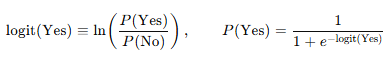 logit(Yes) ≡ ln( P(Yes) / P(No) ) ,    P(Yes) = 1 / (1 + e^{−logit(Yes)})